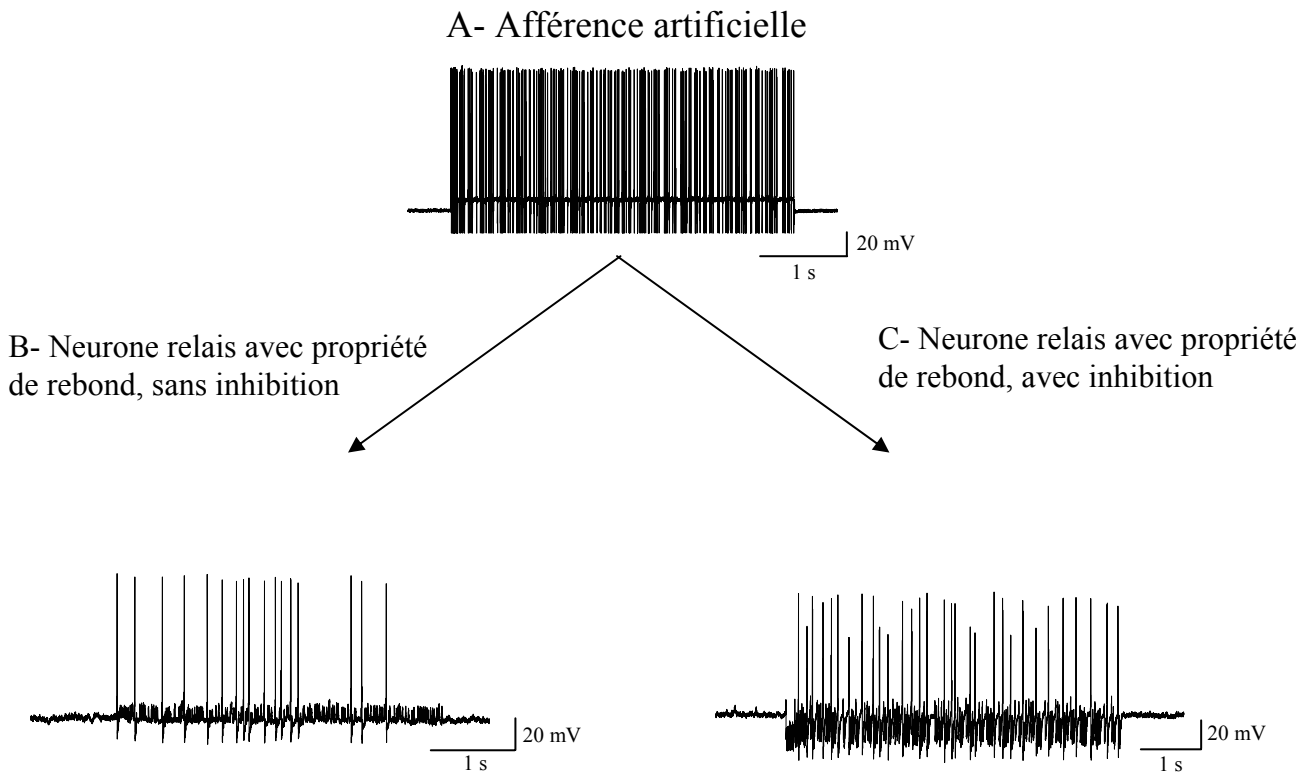 A- Afférence artificielle
20 mV
1 s
B- Neurone relais avec propriété
de rebond, sans inhibition
C- Neurone relais avec propriété
de rebond, avec inhibition
20 mV
1 s
20 mV
1 s